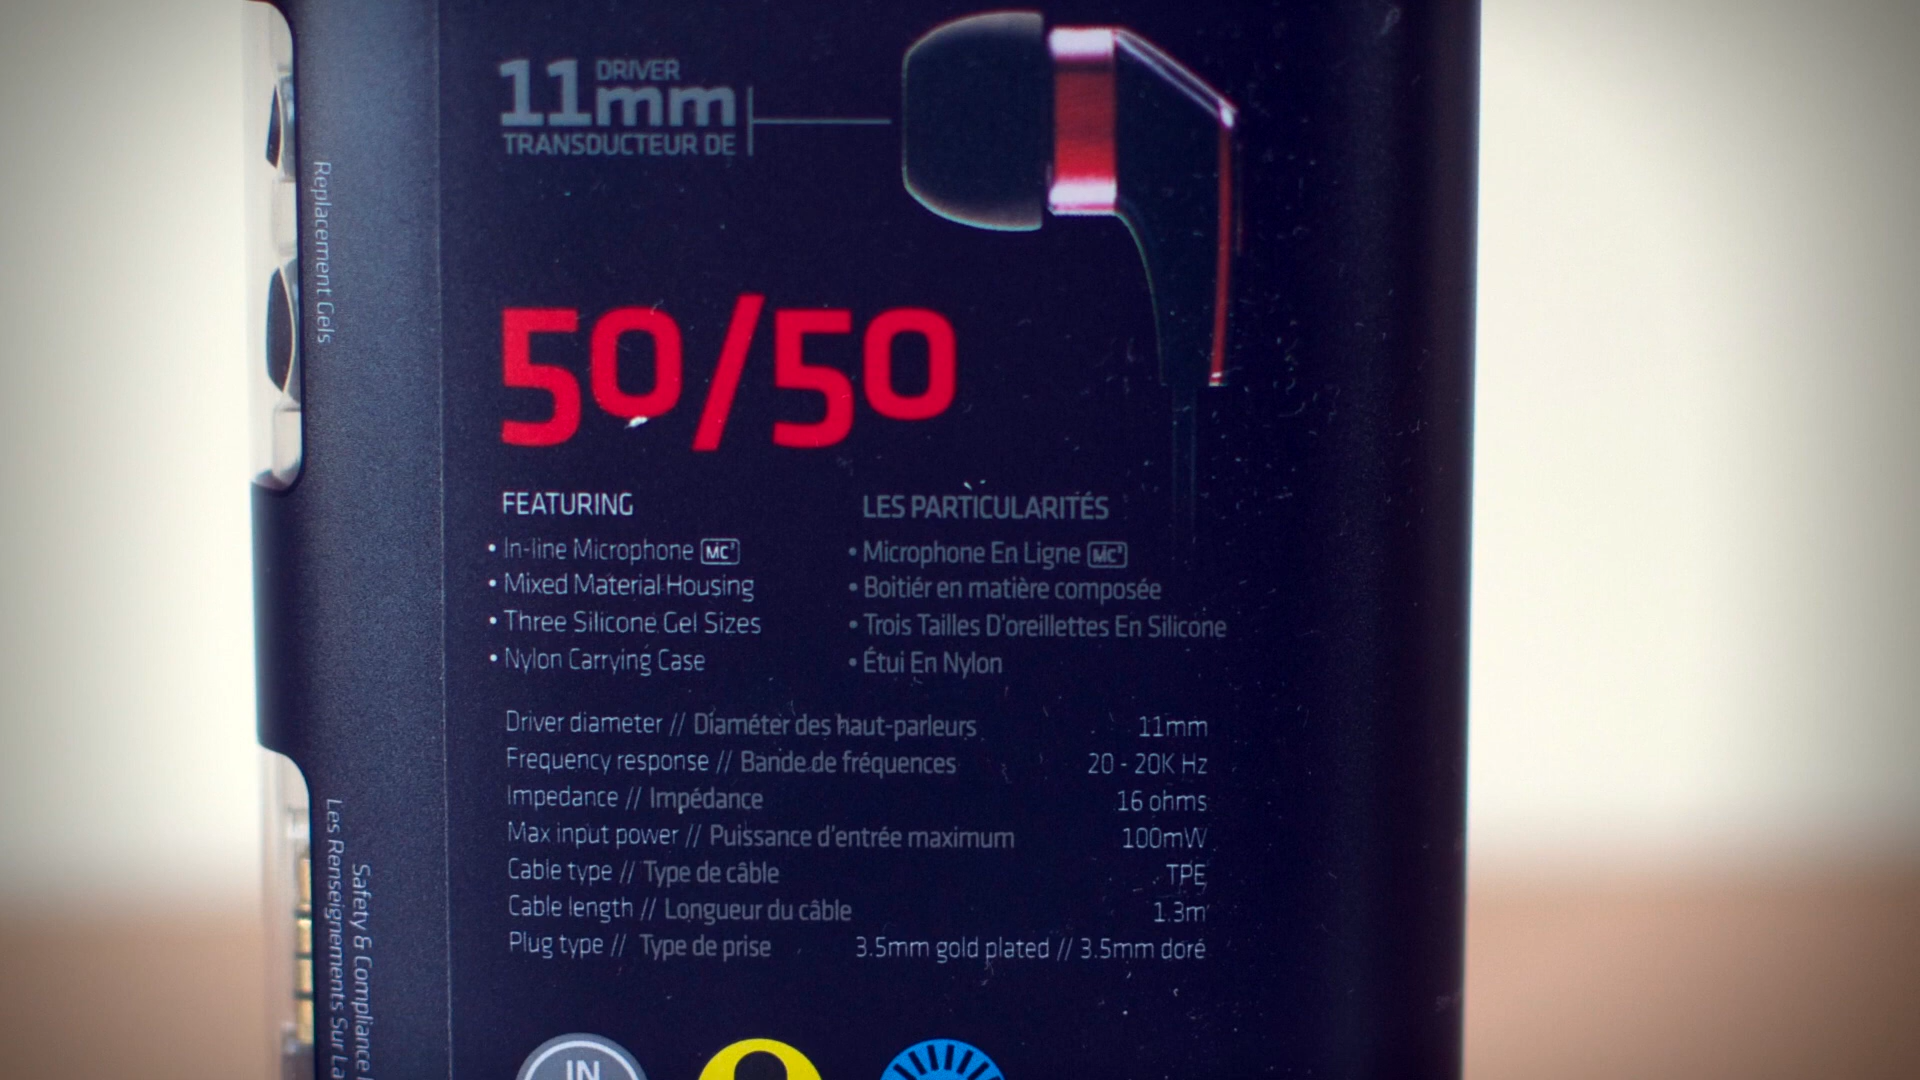 DRIVER
11mm
TRANSDUCTEUR DE
50/50
FEATURING
• In-line Microphone MC³
• Mixed Material Housing
• Three Silicone Gel Sizes
• Nylon Carrying Case
LES PARTICULARITÉS
• Microphone En Ligne MC³
• Boitiér en matière composée
• Trois Tailles D'oreillettes En Silicone
• Étui En Nylon
Driver diameter // Diaméter des haut-parleurs 11mm
Frequency response // Bande de fréquences 20 - 20K Hz
Impedance // Impédance 16 ohms
Max input power // Puissance d'entrée maximum 100mW
Cable type // Type de câble TPE
Cable length // Longueur du câble 1.3m
Plug type // Type de prise 3.5mm gold plated // 3.5mm doré
IN
Replacement Gels
Safety & Compliance
Les Renseignements Sur La